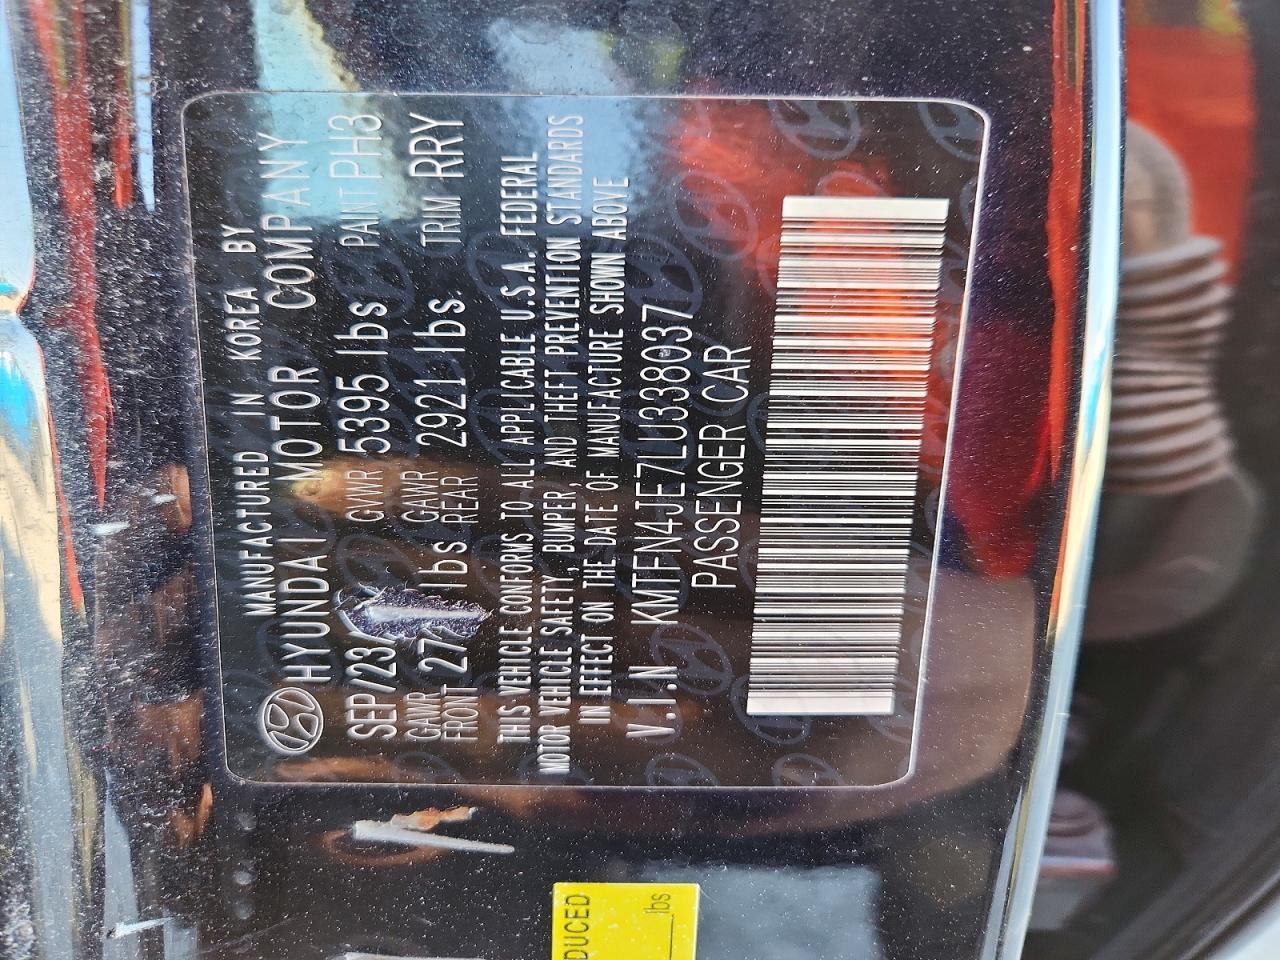 MANUFACTURED IN KOREA BY
HYUNDAI MOTOR COMPANY
SEP/23 GVWR 5395 lbs PAINT PH3
GAWR FRONT 27 lbs GAWR REAR 2921 lbs. TRIM RRY
THIS VEHICLE CONFORMS TO ALL APPLICABLE U.S.A. FEDERAL
MOTOR VEHICLE SAFETY, BUMPER, AND THEFT PREVENTION STANDARDS
IN EFFECT ON THE DATE OF MANUFACTURE SHOWN ABOVE
V.I.N KMTFN4JE7LU338037
PASSENGER CAR
DUCED
lbs